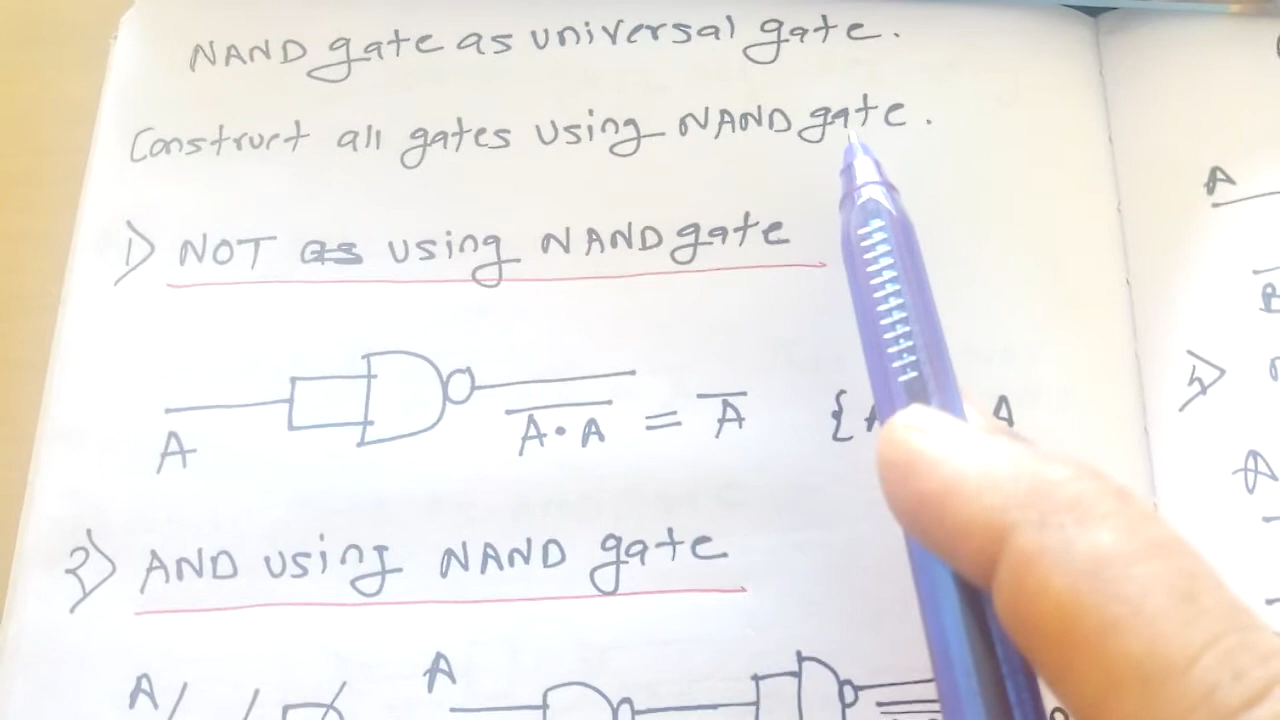 NAND gate as universal gate.
Construct all gates using NAND gate.
1) NOT as using NAND gate
A
A·A̅ = A̅
{A A
2) AND using NAND gate
A
A
A
B